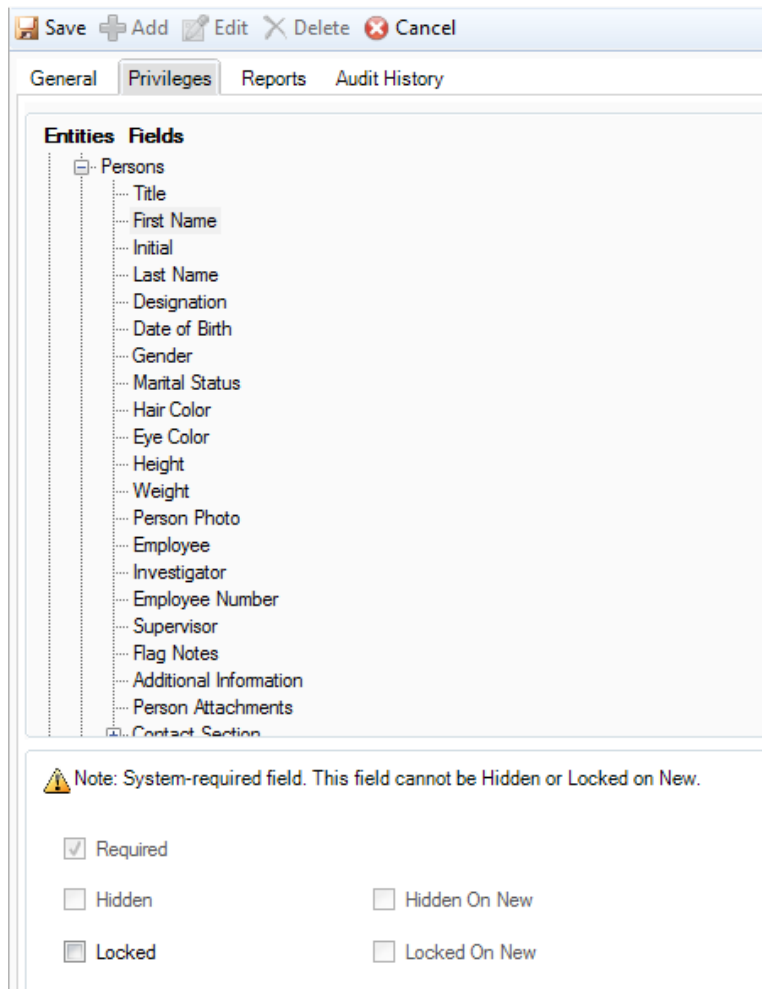 Save Add Edit Delete Cancel
General Privileges Reports Audit History
Entities Fields
Persons
Title
First Name
Initial
Last Name
Designation
Date of Birth
Gender
Marital Status
Hair Color
Eye Color
Height
Weight
Person Photo
Employee
Investigator
Employee Number
Supervisor
Flag Notes
Additional Information
Person Attachments
Contact Section
Note: System-required field. This field cannot be Hidden or Locked on New.
Required
Hidden Hidden On New
Locked Locked On New